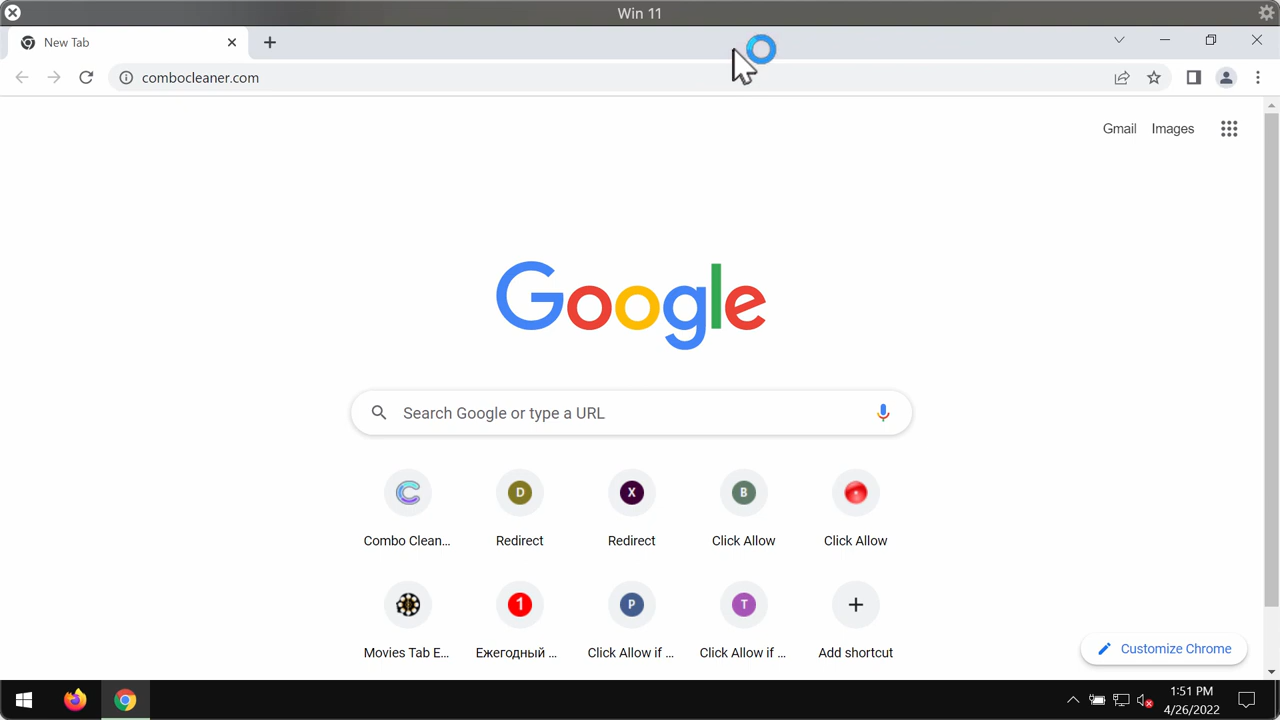 Win 11
New Tab
combocleaner.com
Gmail Images
Google
Search Google or type a URL
C D X B
Combo Clean... Redirect Redirect Click Allow Click Allow
1 P T
Movies Tab E... Ежегодный ... Click Allow if ... Click Allow if ... Add shortcut
Customize Chrome
1:51 PM
4/26/2022